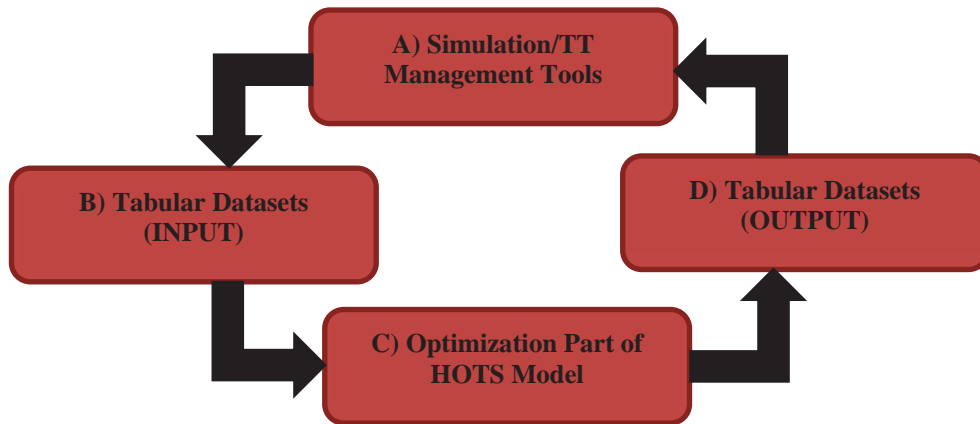 A) Simulation/TT
Management Tools
B) Tabular Datasets
(INPUT)
D) Tabular Datasets
(OUTPUT)
C) Optimization Part of
HOTS Model